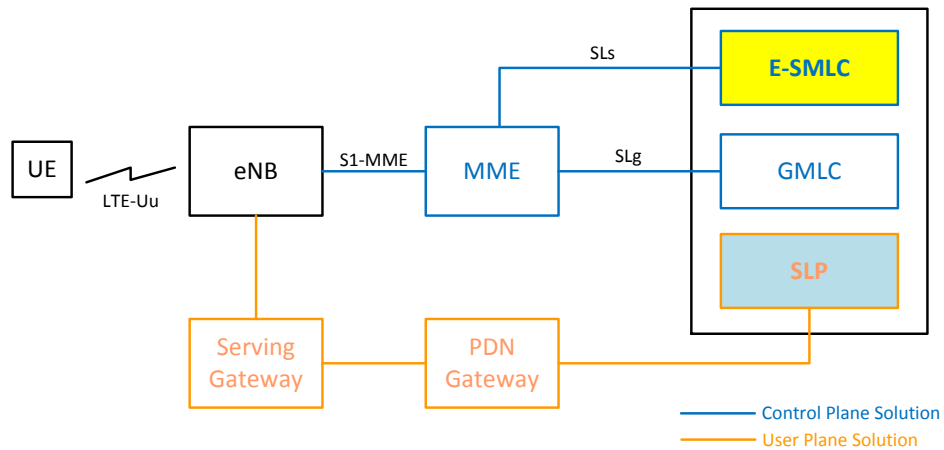 SLs
E-SMLC
UE
LTE-Uu
eNB
S1-MME
MME
SLg
GMLC
SLP
Serving
Gateway
PDN
Gateway
Control Plane Solution
User Plane Solution